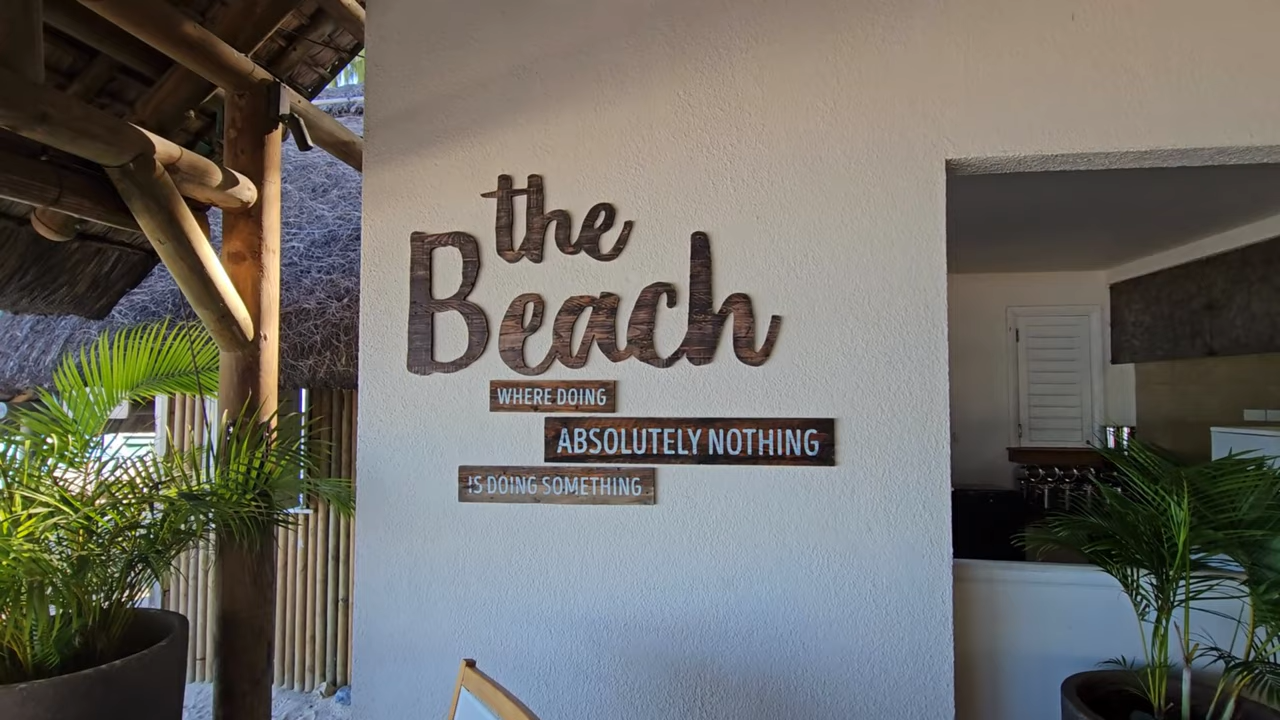 the
Beach
WHERE DOING
ABSOLUTELY NOTHING
IS DOING SOMETHING